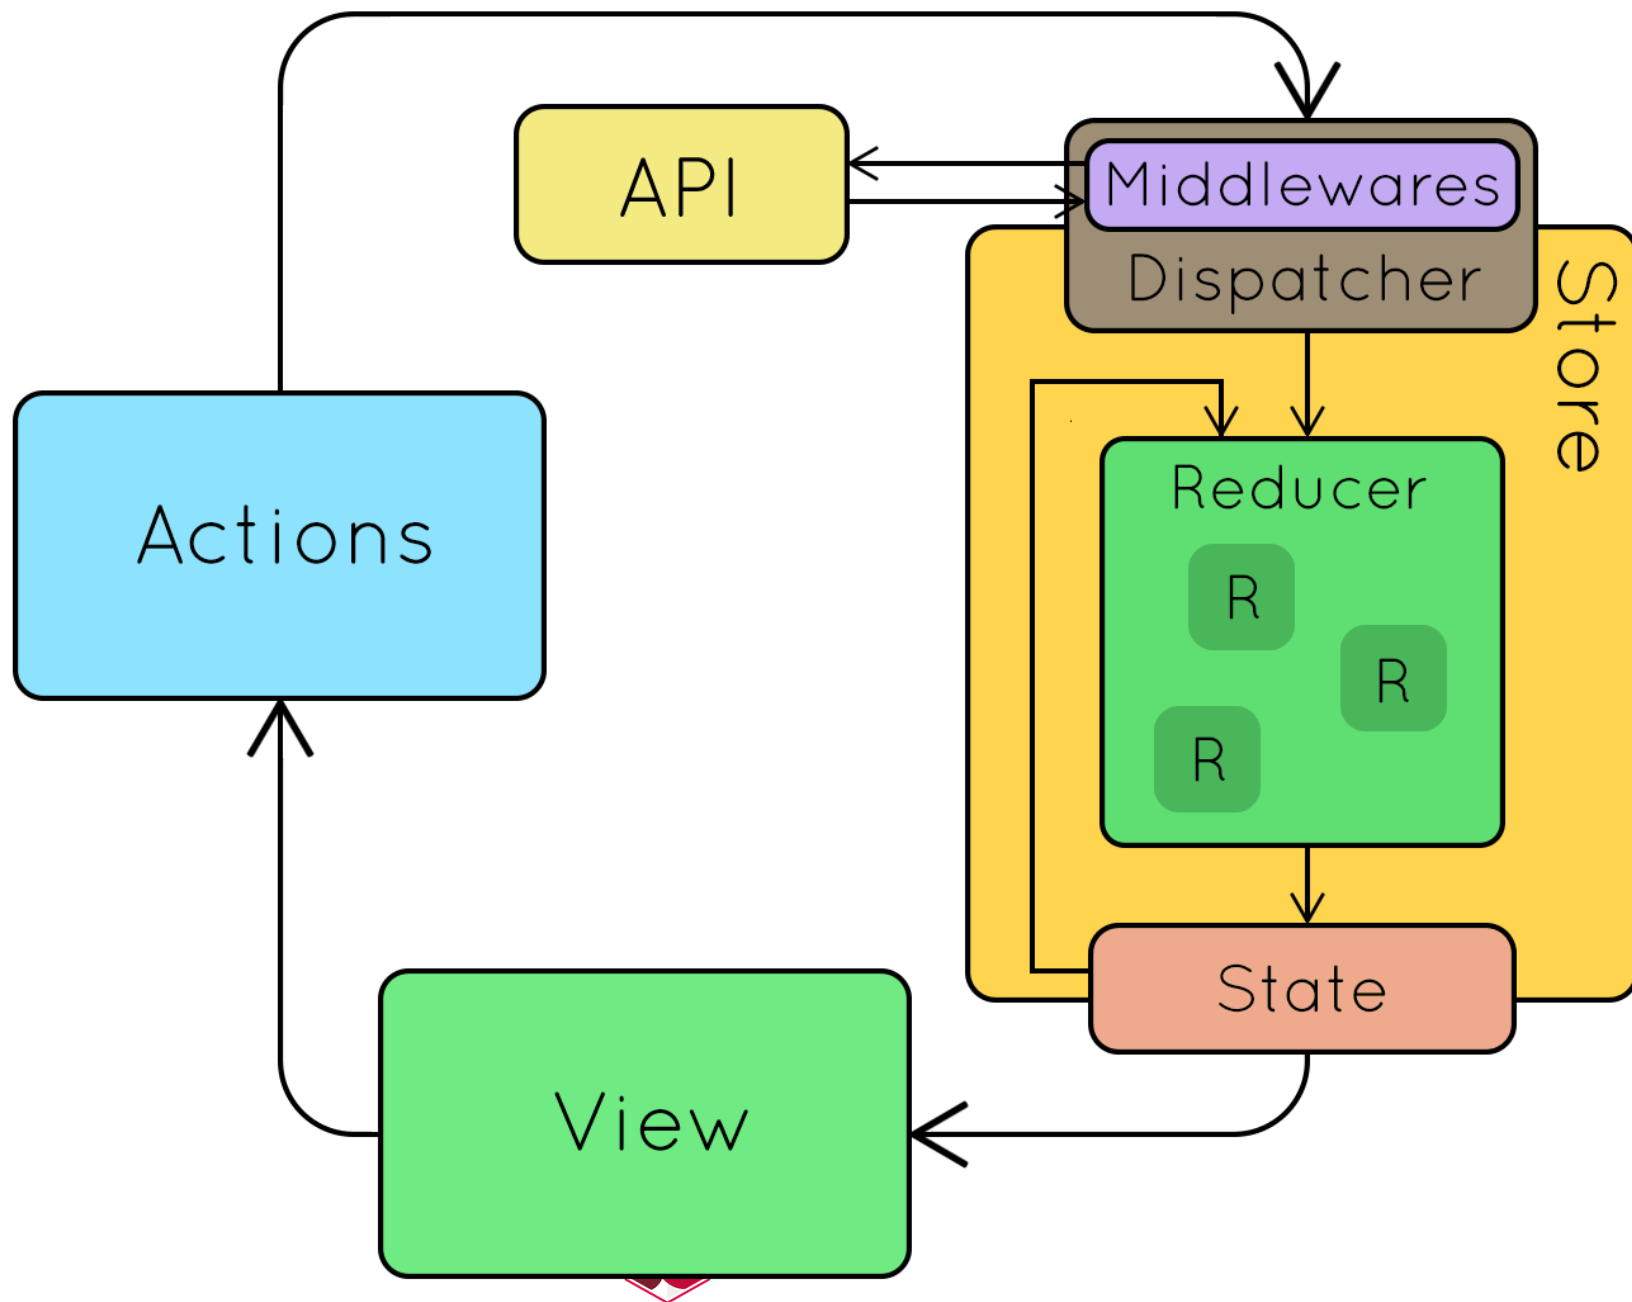 API
Middlewares
Dispatcher
Store
Actions
Reducer
R
R
R
State
View